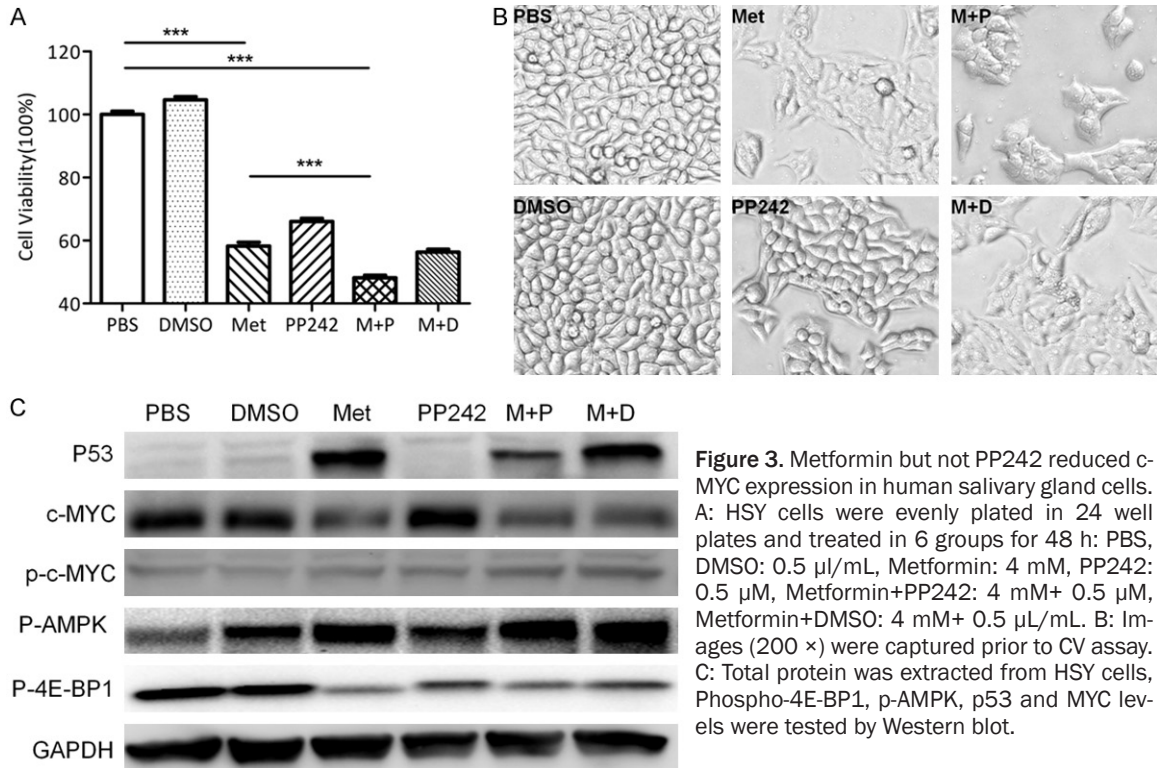 A
***
***
***
Cell Viability(100%)
120
100
80
60
40
PBS DMSO Met PP242 M+P M+D
B
PBS Met M+P
DMSO PP242 M+D
C
PBS DMSO Met PP242 M+P M+D
P53
c-MYC
p-c-MYC
P-AMPK
P-4E-BP1
GAPDH
Figure 3. Metformin but not PP242 reduced c-
MYC expression in human salivary gland cells.
A: HSY cells were evenly plated in 24 well
plates and treated in 6 groups for 48 h: PBS,
DMSO: 0.5 µl/mL, Metformin: 4 mM, PP242:
0.5 µM, Metformin+PP242: 4 mM+ 0.5 µM,
Metformin+DMSO: 4 mM+ 0.5 µL/mL. B: Im-
ages (200 ×) were captured prior to CV assay.
C: Total protein was extracted from HSY cells,
Phospho-4E-BP1, p-AMPK, p53 and MYC lev-
els were tested by Western blot.